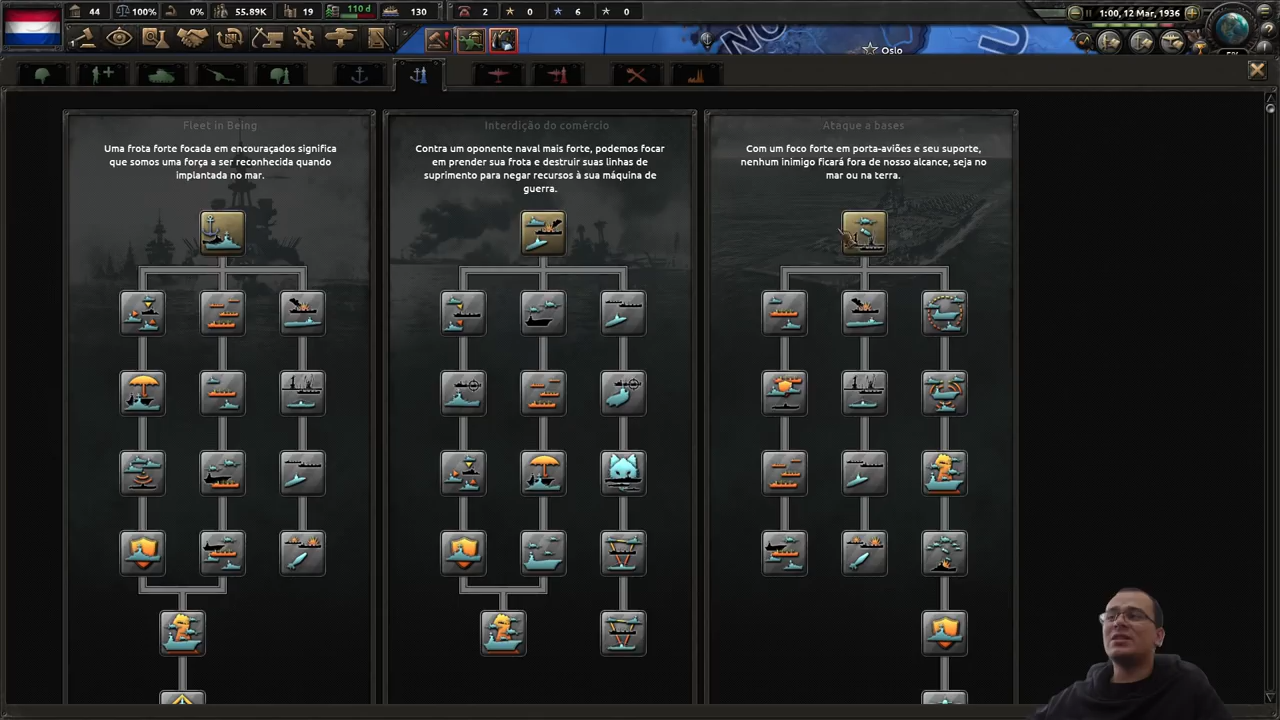 44 100% 0% 55.89K 19 110 d 130 2 0 6 0 1:00, 12 Mar, 1936
Oslo
Fleet in Being
Uma frota forte focada em encouraçados significa
que somos uma força a ser reconhecida quando
implantada no mar.
Interdição do comércio
Contra um oponente naval mais forte, podemos focar
em prender sua frota e destruir suas linhas de
suprimento para negar recursos à sua máquina de
guerra.
Ataque a bases
Com um foco forte em porta-aviões e seu suporte,
nenhum inimigo ficará fora de nosso alcance, seja no
mar ou na terra.